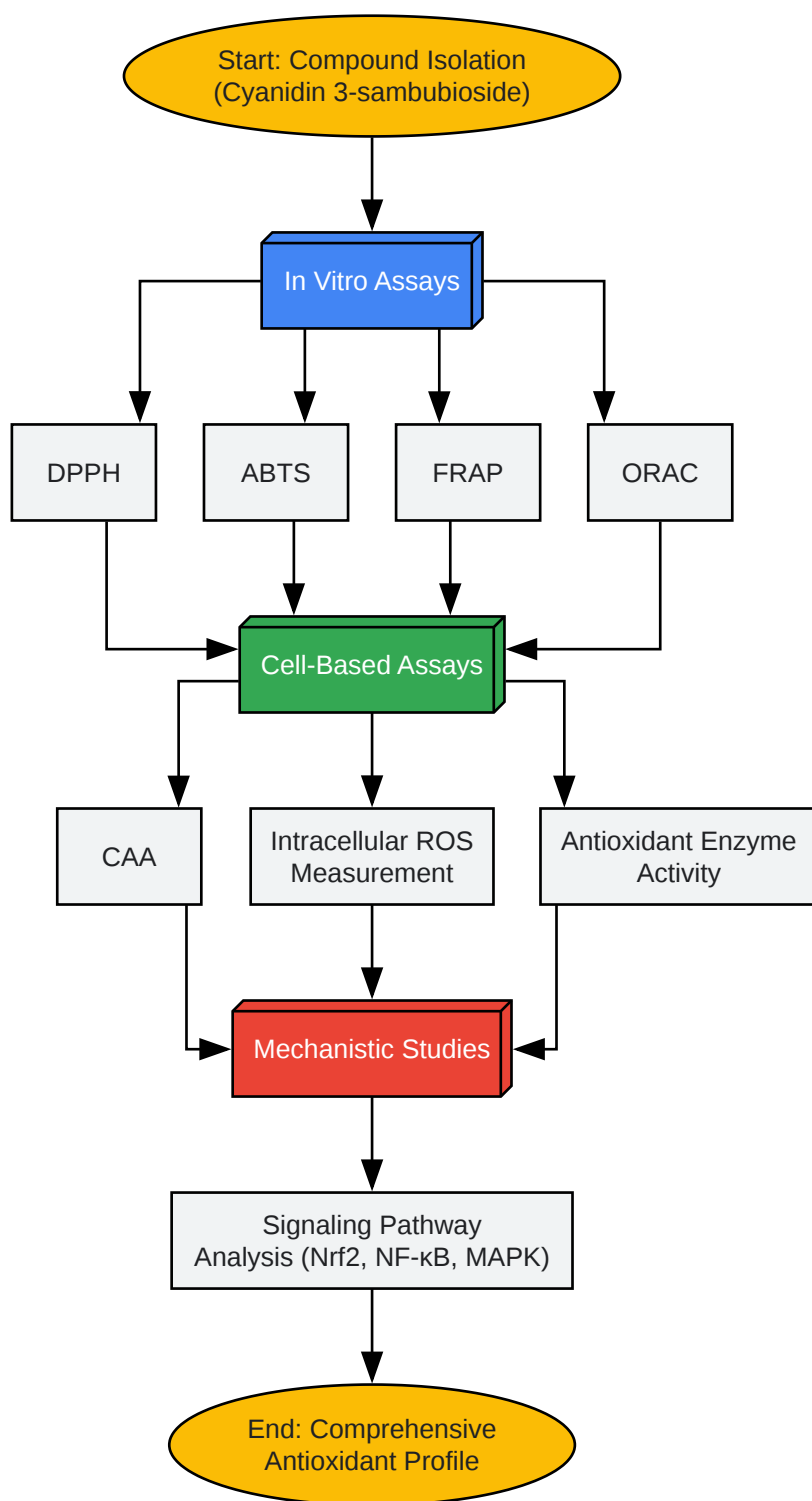 Start: Compound Isolation
(Cyanidin 3-sambubioside)
In Vitro Assays
DPPH
ABTS
FRAP
ORAC
Cell-Based Assays
CAA
Intracellular ROS
Measurement
Antioxidant Enzyme
Activity
Mechanistic Studies
Signaling Pathway
Analysis (Nrf2, NF-κB, MAPK)
End: Comprehensive
Antioxidant Profile